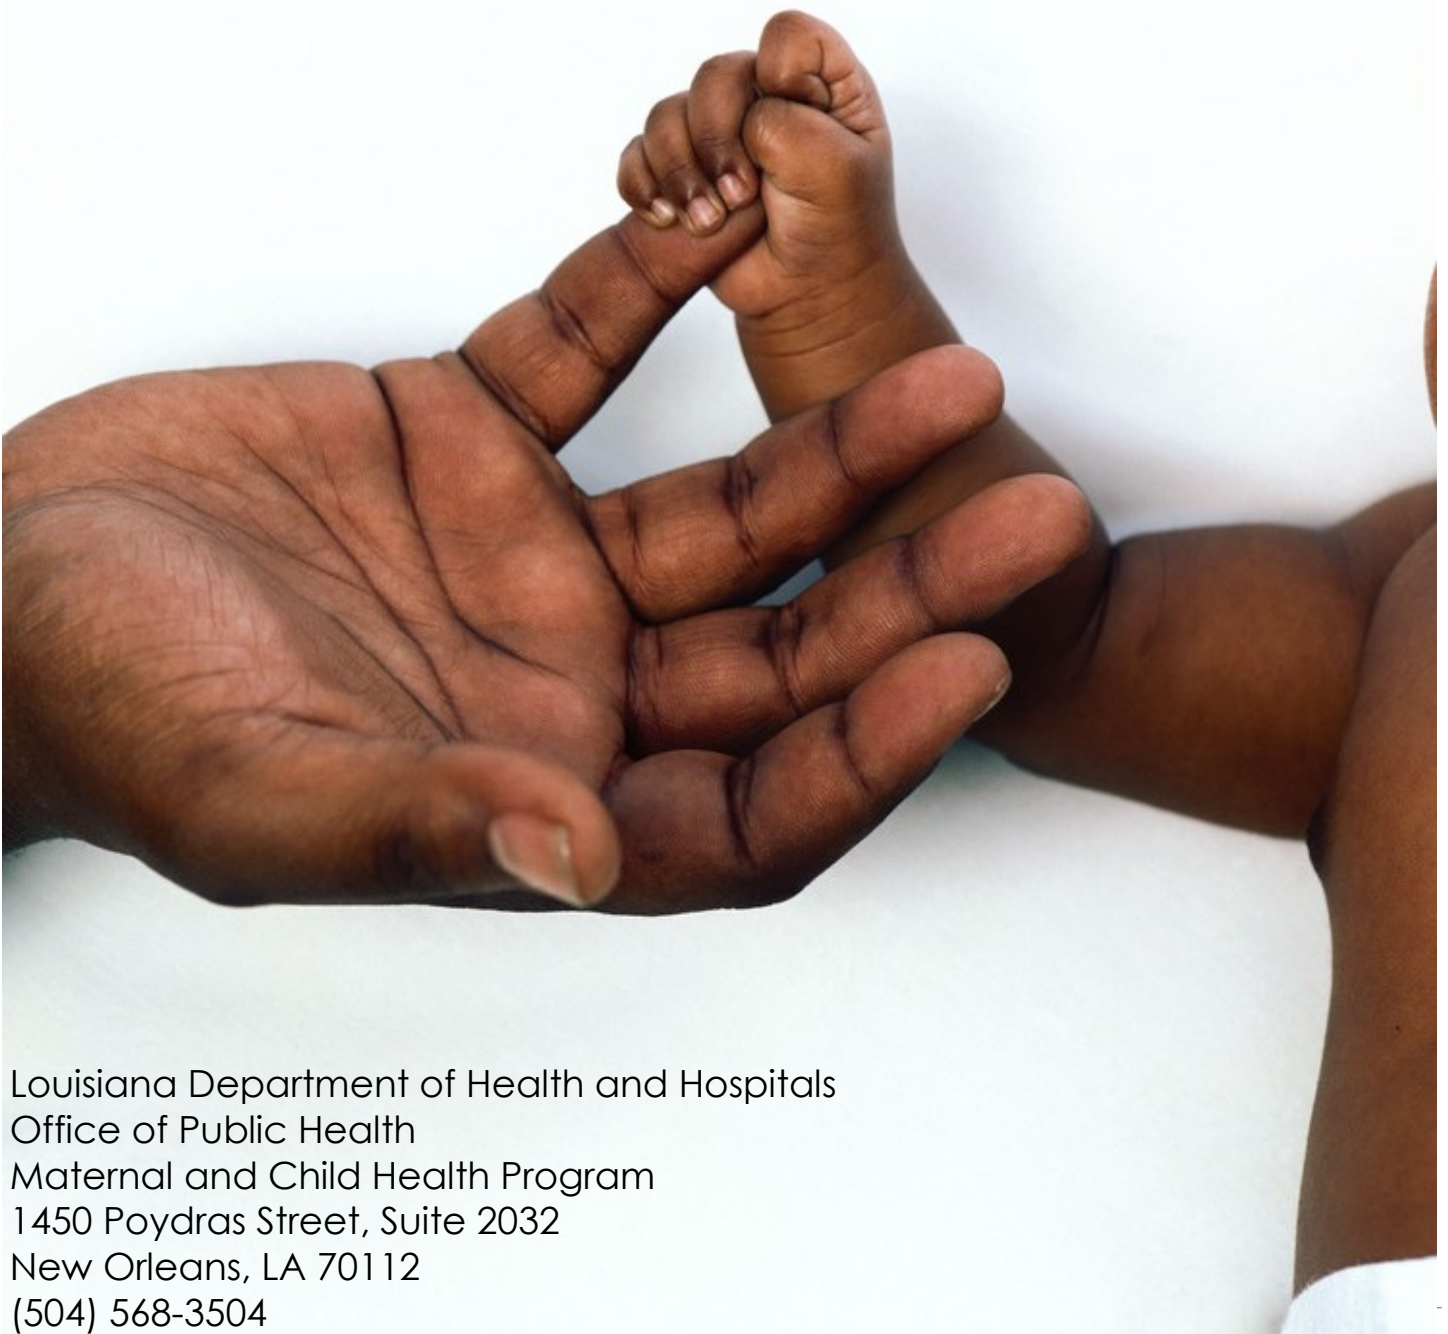 Louisiana Department of Health and Hospitals
Office of Public Health
Maternal and Child Health Program
1450 Poydras Street, Suite 2032
New Orleans, LA 70112
(504) 568-3504